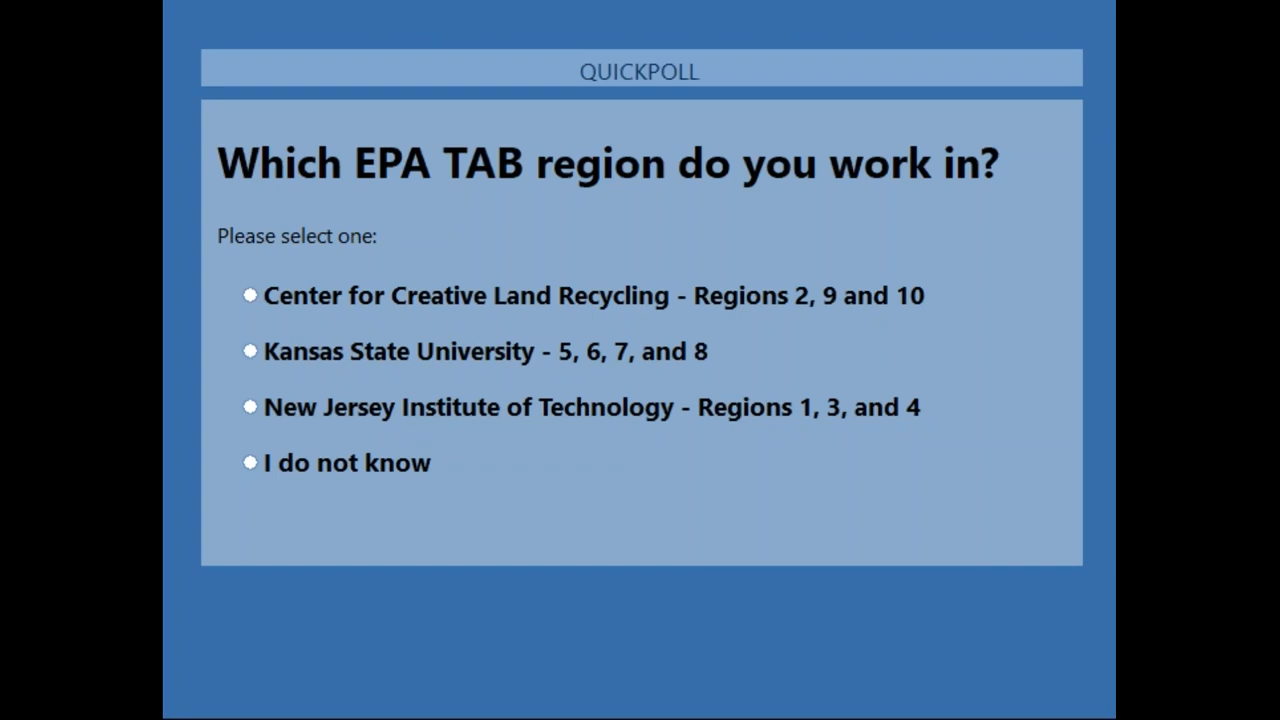 QUICKPOLL
Which EPA TAB region do you work in?
Please select one:
Center for Creative Land Recycling - Regions 2, 9 and 10
Kansas State University - 5, 6, 7, and 8
New Jersey Institute of Technology - Regions 1, 3, and 4
I do not know